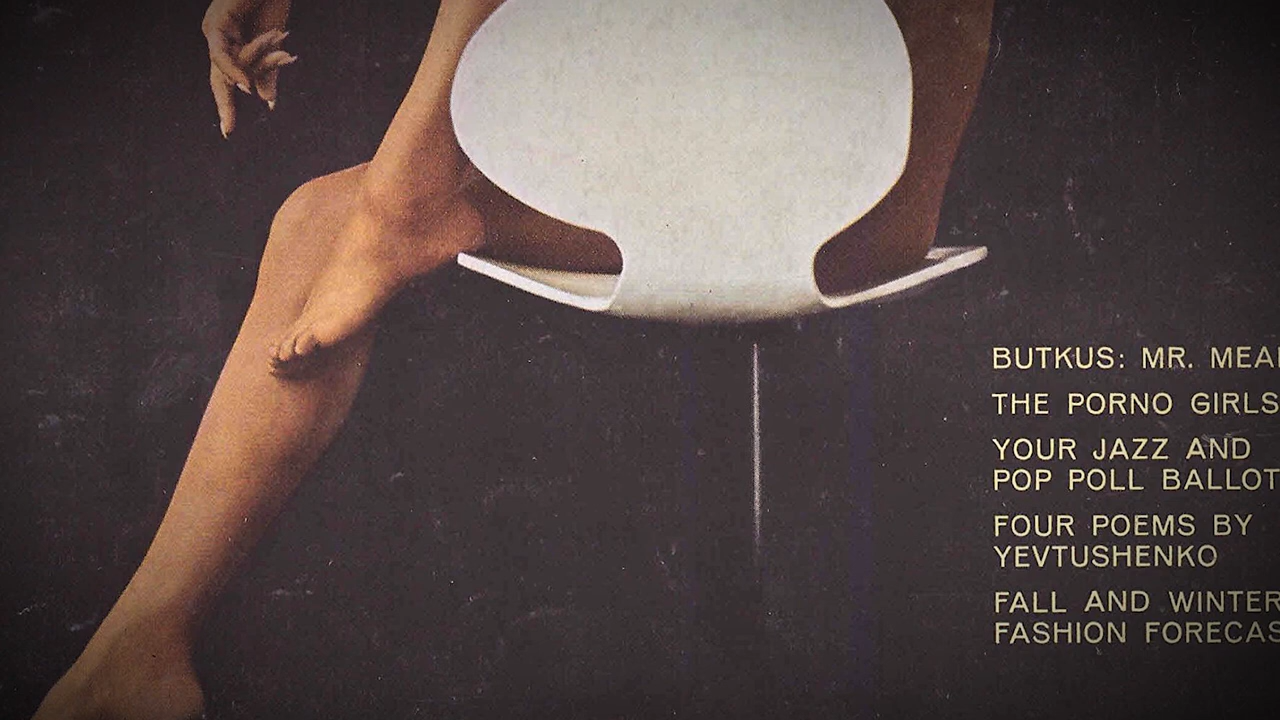 BUTKUS: MR. MEA
THE PORNO GIRLS
YOUR JAZZ AND
POP POLL BALLOT
FOUR POEMS BY
YEVTUSHENKO
FALL AND WINTER
FASHION FORECAS